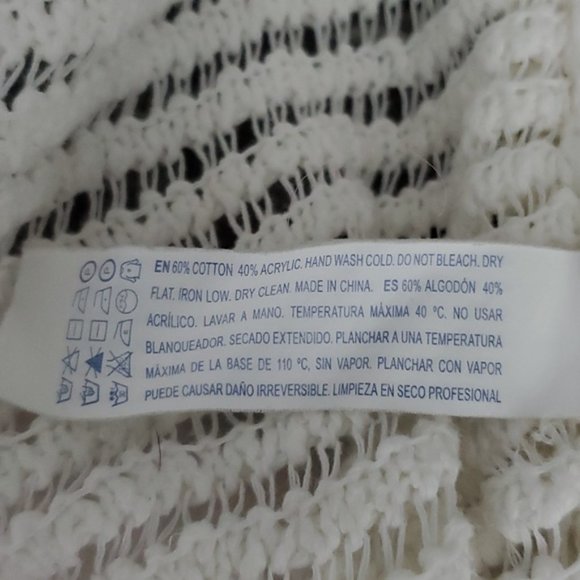 EN 60% COTTON 40% ACRYLIC. HAND WASH COLD. DO NOT BLEACH. DRY
FLAT. IRON LOW. DRY CLEAN. MADE IN CHINA. ES 60% ALGODÓN 40%
ACRÍLICO. LAVAR A MANO. TEMPERATURA MÁXIMA 40 ºC. NO USAR
BLANQUEADOR. SECADO EXTENDIDO. PLANCHAR A UNA TEMPERATURA
MÁXIMA DE LA BASE DE 110 ºC, SIN VAPOR. PLANCHAR CON VAPOR
PUEDE CAUSAR DAÑO IRREVERSIBLE. LIMPIEZA EN SECO PROFESIONAL